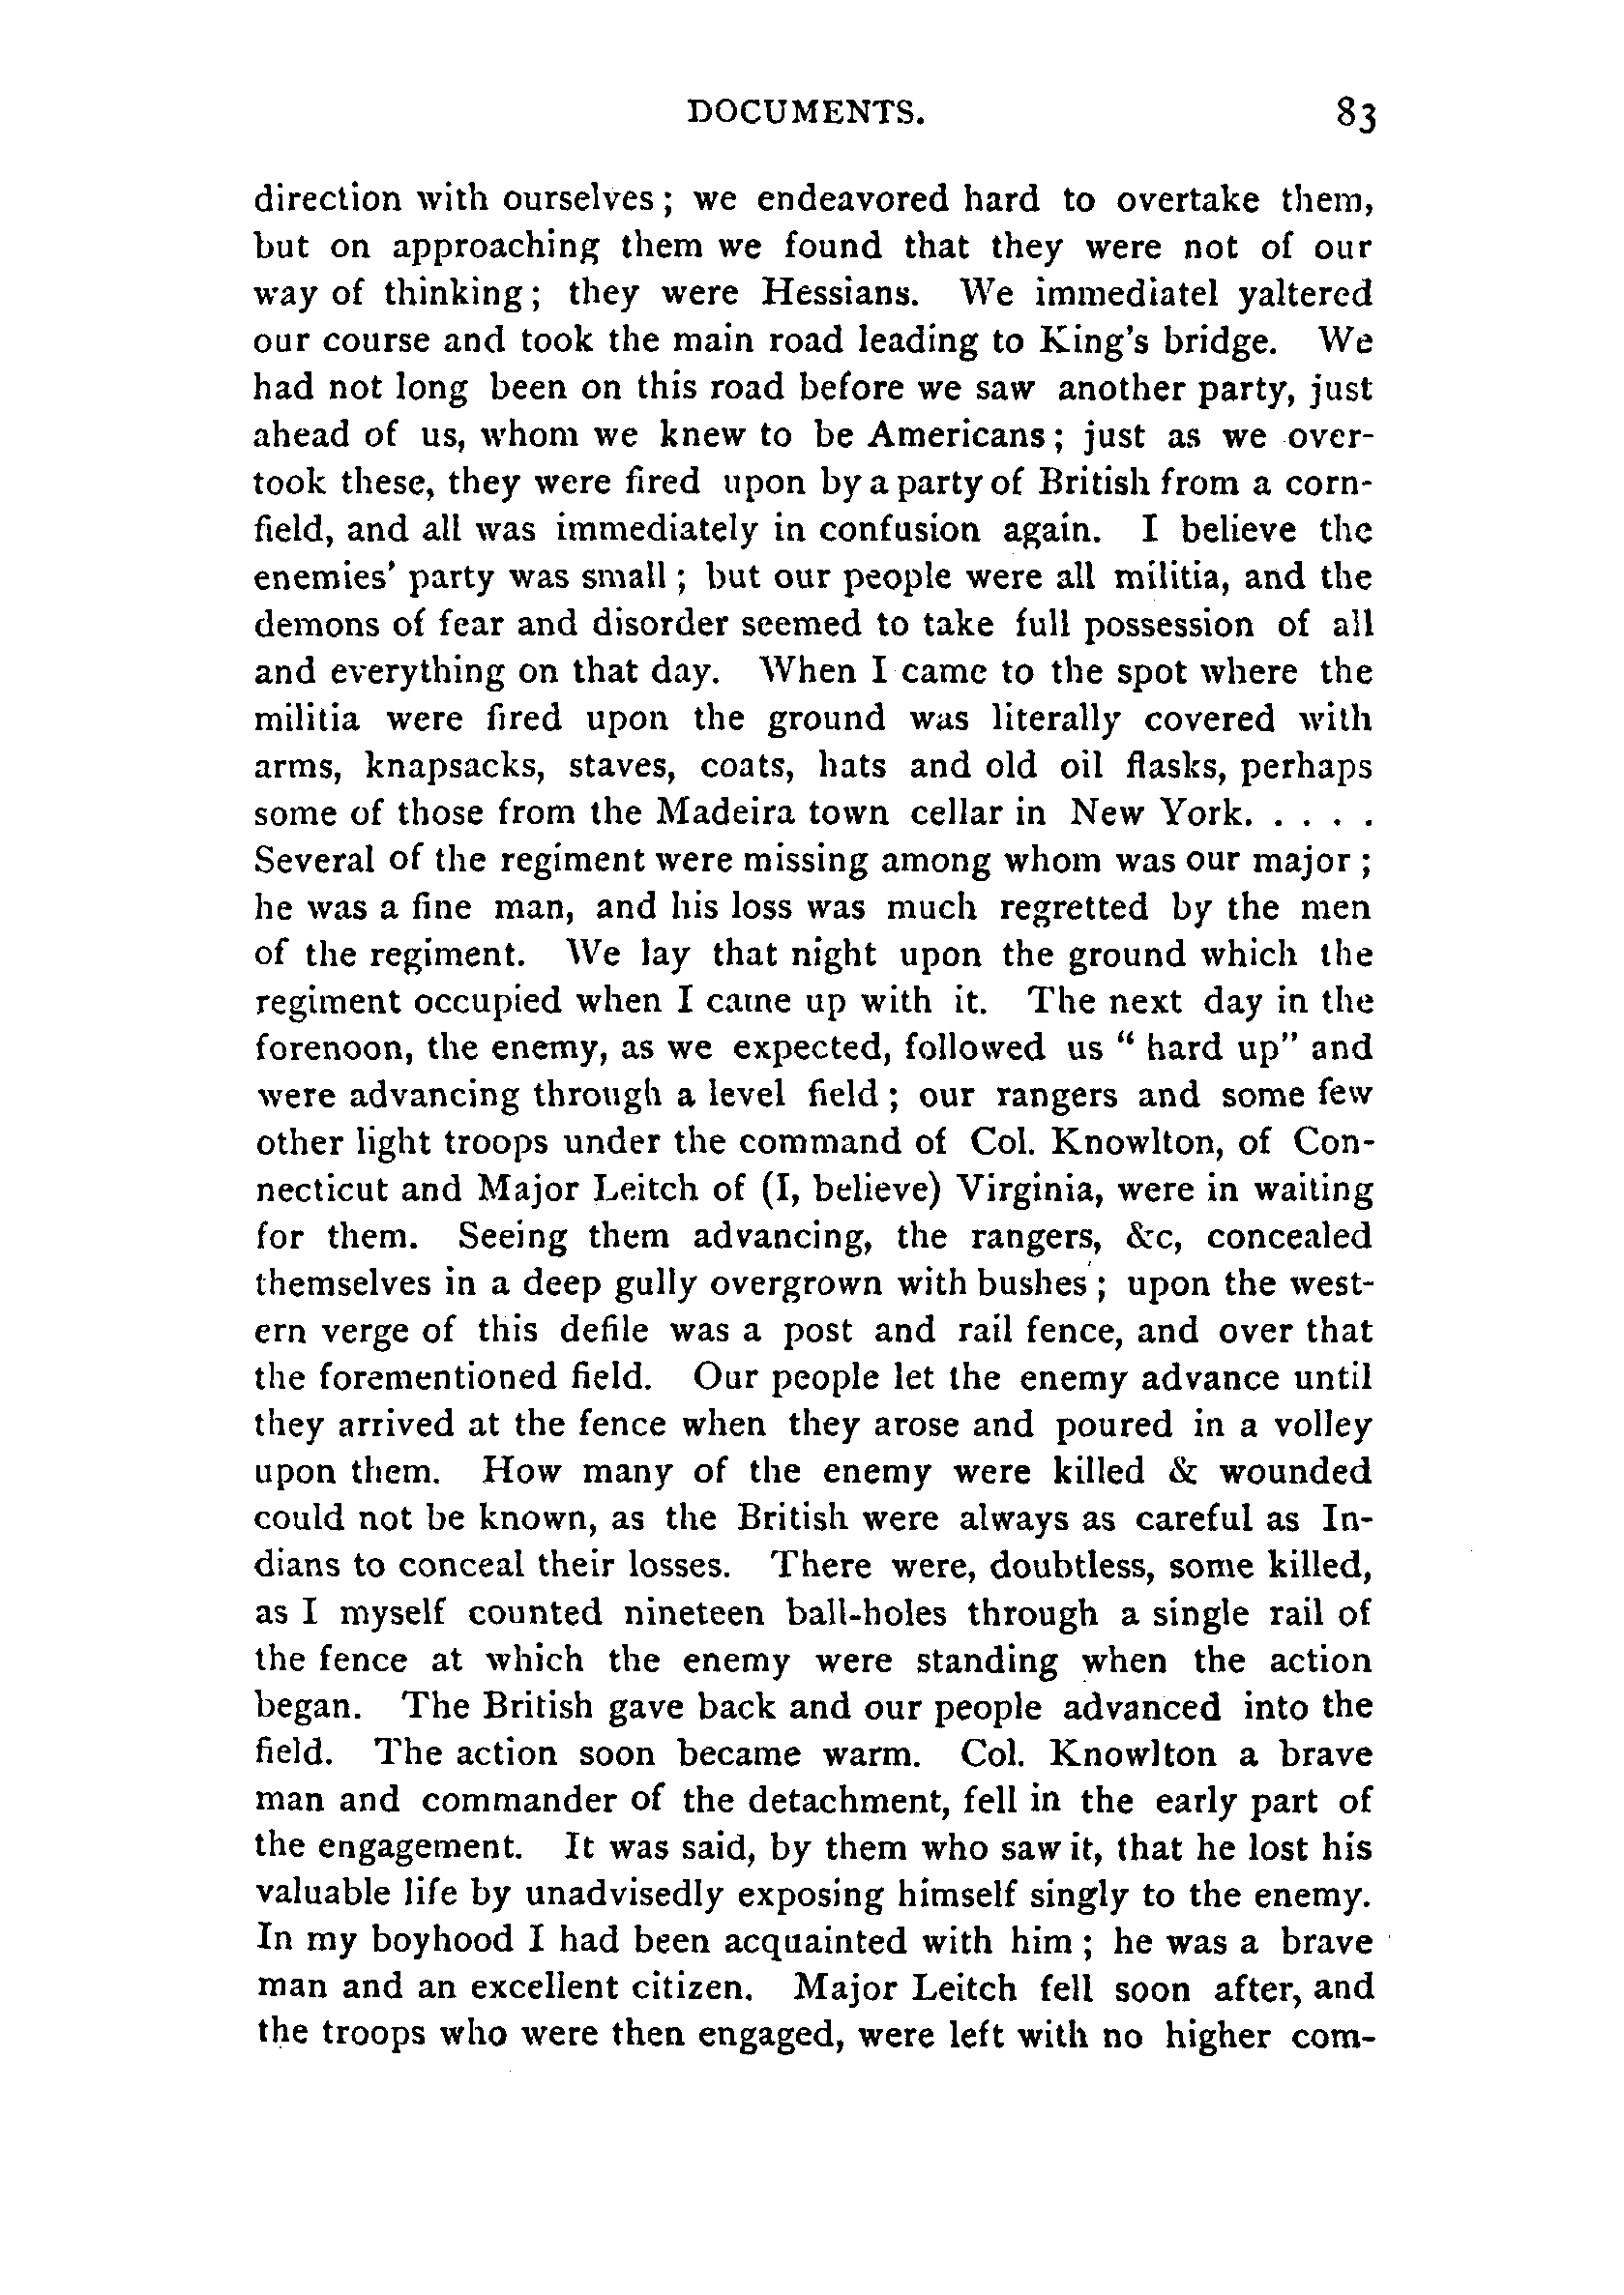 DOCUMENTS. 83
direction with ourselves; we endeavored hard to overtake them,
but on approaching them we found that they were not of our
way of thinking; they were Hessians. We immediatel yaltered
our course and took the main road leading to King's bridge. We
had not long been on this road before we saw another party, just
ahead of us, whom we knew to be Americans; just as we over-
took these, they were fired upon by a party of British from a corn-
field, and all was immediately in confusion again. I believe the
enemies' party was small; but our people were all militia, and the
demons of fear and disorder seemed to take full possession of all
and everything on that day. When I came to the spot where the
militia were fired upon the ground was literally covered with
arms, knapsacks, staves, coats, hats and old oil flasks, perhaps
some of those from the Madeira town cellar in New York. . . . .
Several of the regiment were missing among whom was our major;
he was a fine man, and his loss was much regretted by the men
of the regiment. We lay that night upon the ground which the
regiment occupied when I came up with it. The next day in the
forenoon, the enemy, as we expected, followed us “ hard up” and
were advancing through a level field; our rangers and some few
other light troops under the command of Col. Knowlton, of Con-
necticut and Major Leitch of (I, believe) Virginia, were in waiting
for them. Seeing them advancing, the rangers, &c, concealed
themselves in a deep gully overgrown with bushes; upon the west-
ern verge of this defile was a post and rail fence, and over that
the forementioned field. Our people let the enemy advance until
they arrived at the fence when they arose and poured in a volley
upon them. How many of the enemy were killed & wounded
could not be known, as the British were always as careful as In-
dians to conceal their losses. There were, doubtless, some killed,
as I myself counted nineteen ball-holes through a single rail of
the fence at which the enemy were standing when the action
began. The British gave back and our people advanced into the
field. The action soon became warm. Col. Knowlton a brave
man and commander of the detachment, fell in the early part of
the engagement. It was said, by them who saw it, that he lost his
valuable life by unadvisedly exposing himself singly to the enemy.
In my boyhood I had been acquainted with him; he was a brave
man and an excellent citizen. Major Leitch fell soon after, and
the troops who were then engaged, were left with no higher com-